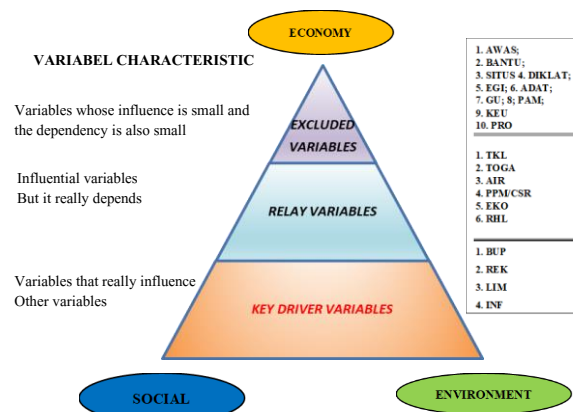 ECONOMY
VARIABEL CHARACTERISTIC
Variables whose influence is small and
the dependency is also small
EXCLUDED
VARIABLES
1. AWAS;
2. BANTU;
3. SITUS 4. DIKLAT;
5. EGI; 6. ADAT;
7. GU; 8; PAM;
9. KEU
10. PRO
Influential variables
But it really depends
RELAY VARIABLES
1. TKL
2. TOGA
3. AIR
4. PPM/CSR
5. EKO
6. RHL
Variables that really influence
Other variables
KEY DRIVER VARIABLES
1. BUP
2. REK
3. LIM
4. INF
SOCIAL
ENVIRONMENT